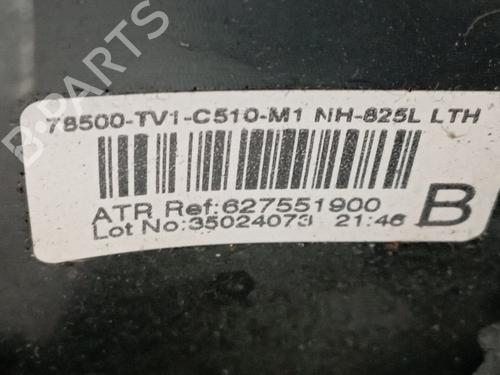 78500-TV1-C510-M1 NH-825L LTH
ATR Ref:627551900
Lot No:35024073 21:46
B
B-PARTS